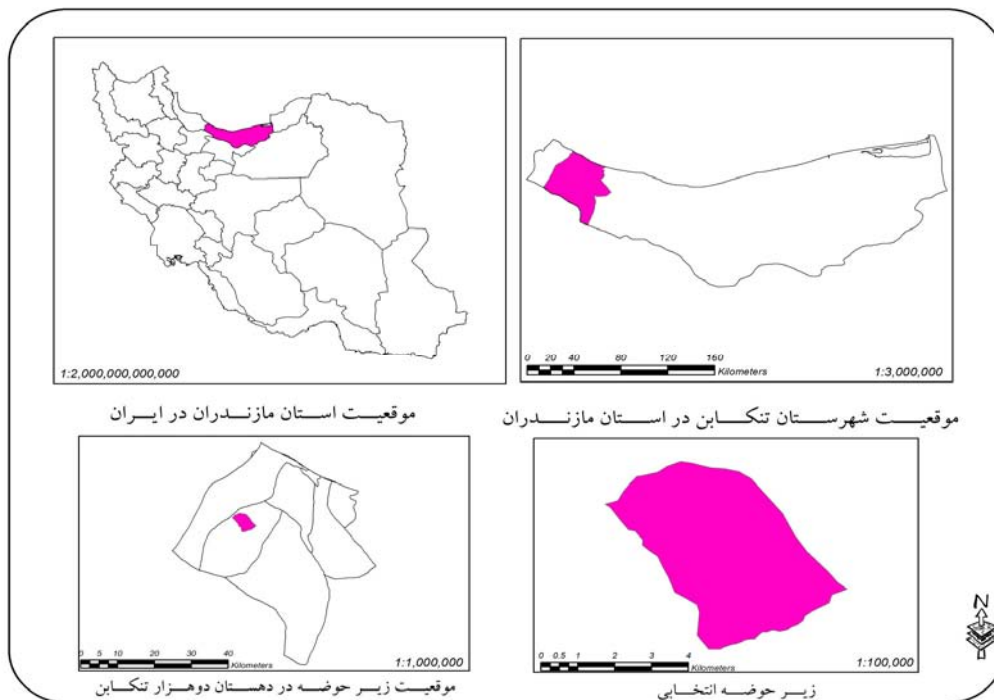 1:2,000,000,000,000
0 20 40 80 120 160
Kilometers
1:3,000,000
موقعیت استان مازندران در ایران
موقعیت شهرستان تنکابن در استان مازندران
0 5 10 20 30 40
Kilometers
1:1,000,000
0 0.5 1 2 3 4
Kilometers
1:100,000
N
موقعیت زیر حوضه در دهستان دوهزار تنکابن
زیر حوضه انتخابی